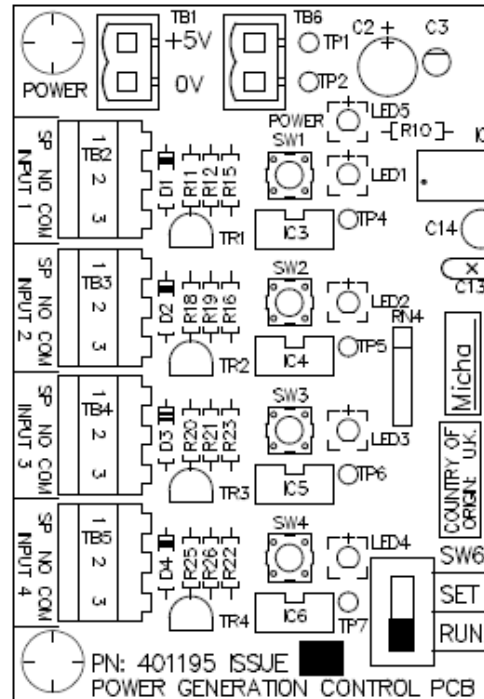 TB1
TB6
+5V
0V
TP1
TP2
C2
C3
POWER
POWER
LED5
R10
SP NO COM
INPUT 1
TB2
1
2
3
D1
R11
R12
R15
TR1
SW1
LED1
IC3
TP4
C14
C13
SP NO COM
INPUT 2
TB3
1
2
3
D2
R18
R19
R16
TR2
SW2
LED2
IC4
TP5
RN4
Micha
SP NO COM
INPUT 3
TB4
1
2
3
D3
R20
R21
R23
TR3
SW3
LED3
IC5
TP6
COUNTRY OF
ORIGIN: U.K.
SP NO COM
INPUT 4
TB5
1
2
3
D4
R25
R26
R22
TR4
SW4
LED4
IC6
TP7
SW6
SET
RUN
PN: 401195 ISSUE
POWER GENERATION CONTROL PCB